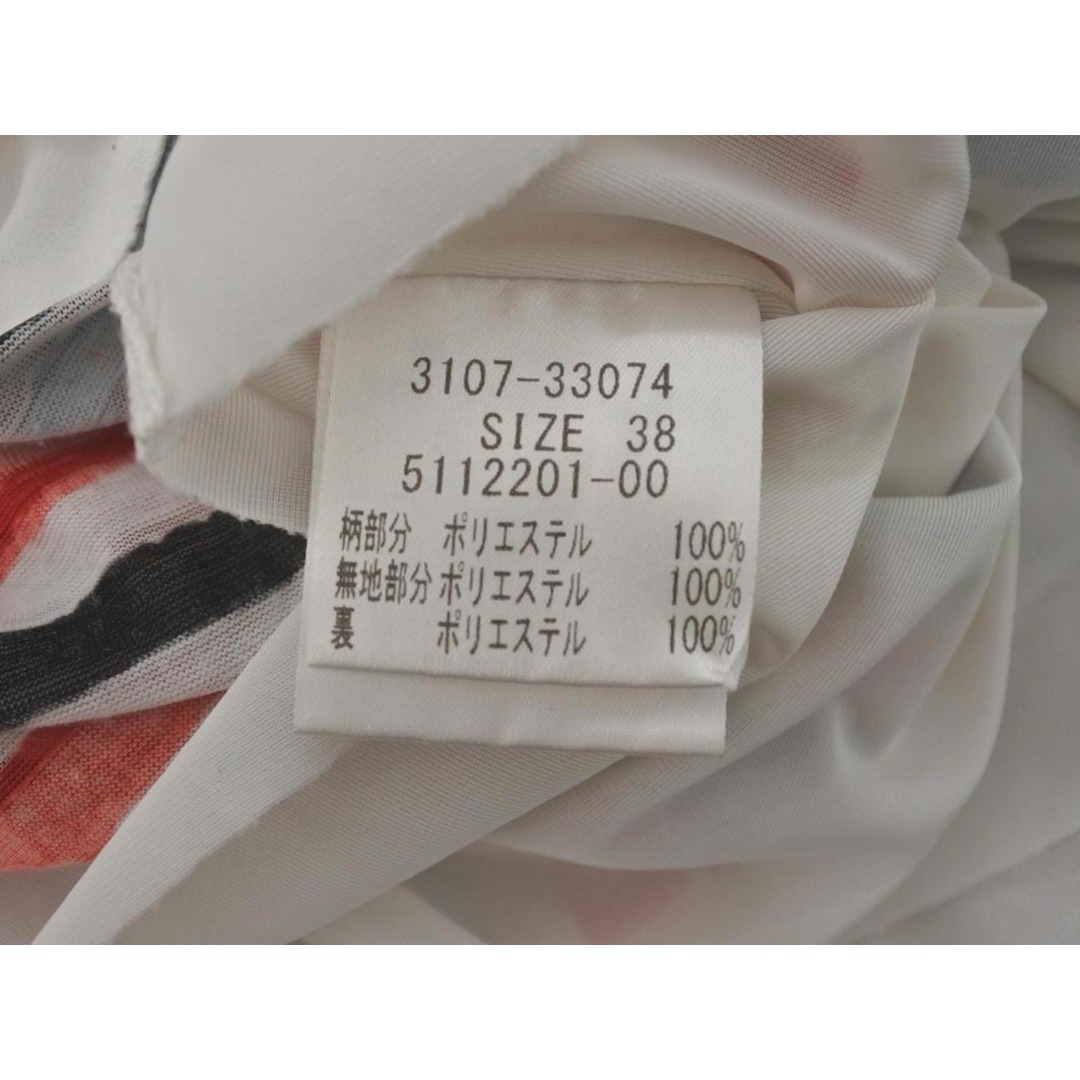 3107-33074
SIZE 38
5112201-00
柄部分 ポリエステル 100%
無地部分ポリエステル 100%
裏 ポリエステル 100%